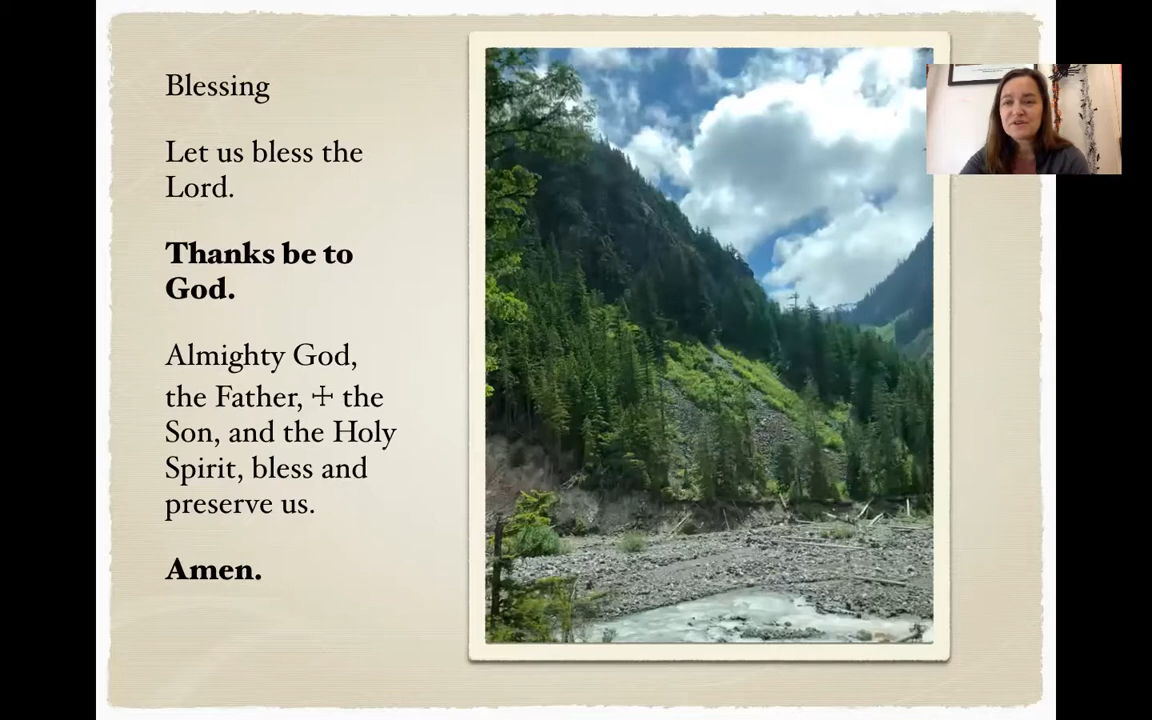 Blessing
Let us bless the
Lord.
Thanks be to
God.
Almighty God,
the Father, ☩ the
Son, and the Holy
Spirit, bless and
preserve us.
Amen.